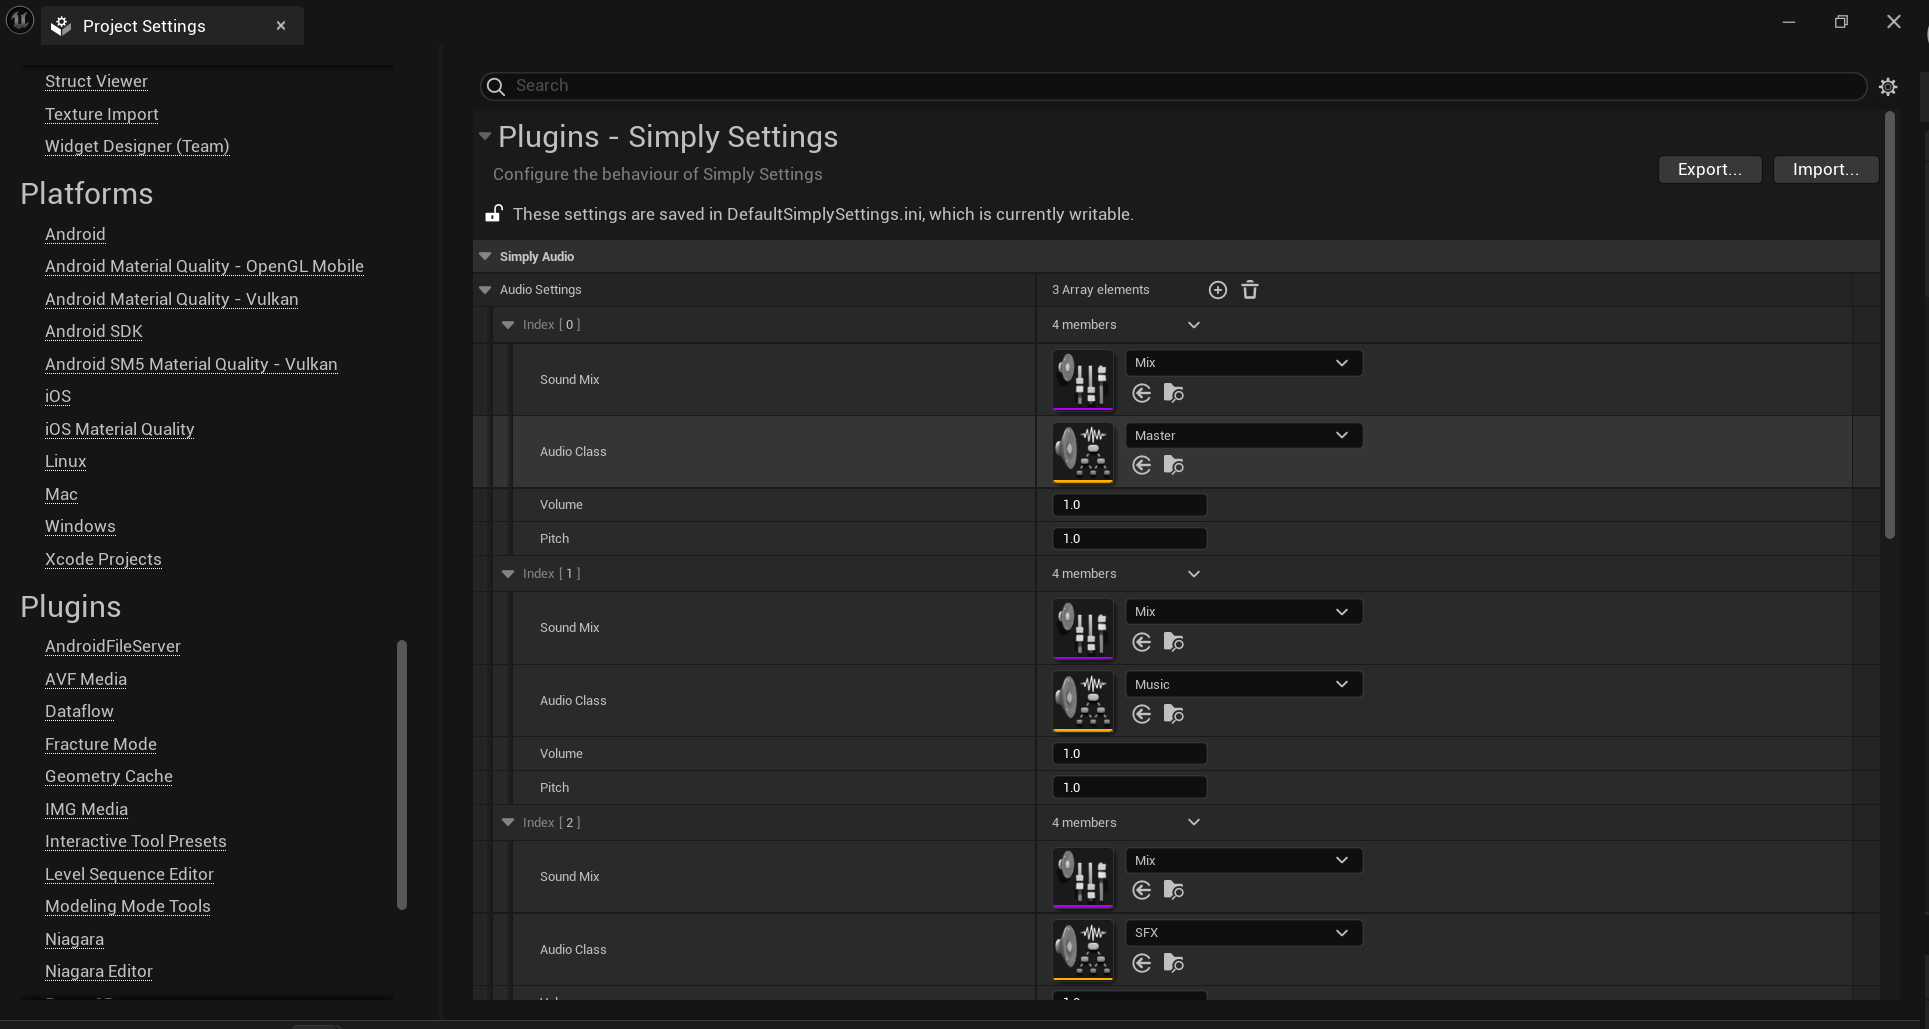 Project Settings
Struct Viewer
Texture Import
Widget Designer (Team)
Platforms
Android
Android Material Quality - OpenGL Mobile
Android Material Quality - Vulkan
Android SDK
Android SM5 Material Quality - Vulkan
iOS
iOS Material Quality
Linux
Mac
Windows
Xcode Projects
Plugins
AndroidFileServer
AVF Media
Dataflow
Fracture Mode
Geometry Cache
IMG Media
Interactive Tool Presets
Level Sequence Editor
Modeling Mode Tools
Niagara
Niagara Editor
Search
Plugins - Simply Settings
Configure the behaviour of Simply Settings
Export...
Import...
These settings are saved in DefaultSimplySettings.ini, which is currently writable.
Simply Audio
Audio Settings
3 Array elements
Index [ 0 ]
4 members
Sound Mix
Mix
Audio Class
Master
Volume
1.0
Pitch
1.0
Index [ 1 ]
4 members
Sound Mix
Mix
Audio Class
Music
Volume
1.0
Pitch
1.0
Index [ 2 ]
4 members
Sound Mix
Mix
Audio Class
SFX